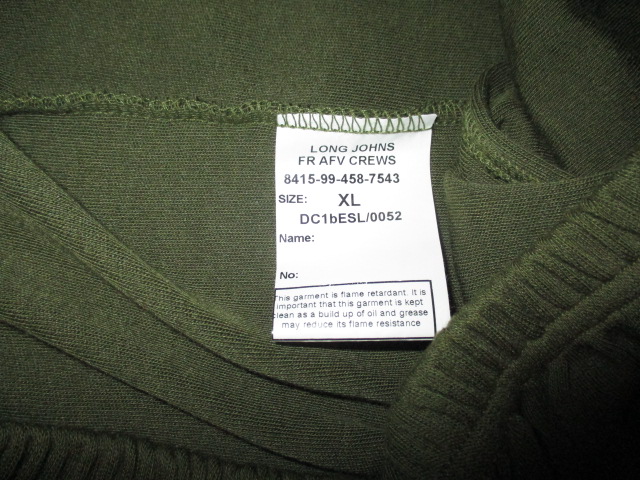 LONG JOHNS
FR AFV CREWS
8415-99-458-7543
SIZE: XL
DC1bESL/0052
Name:
No:
This garment is flame retardant. It is
important that this garment is kept
clean as a build up of oil and grease
may reduce its flame resistance